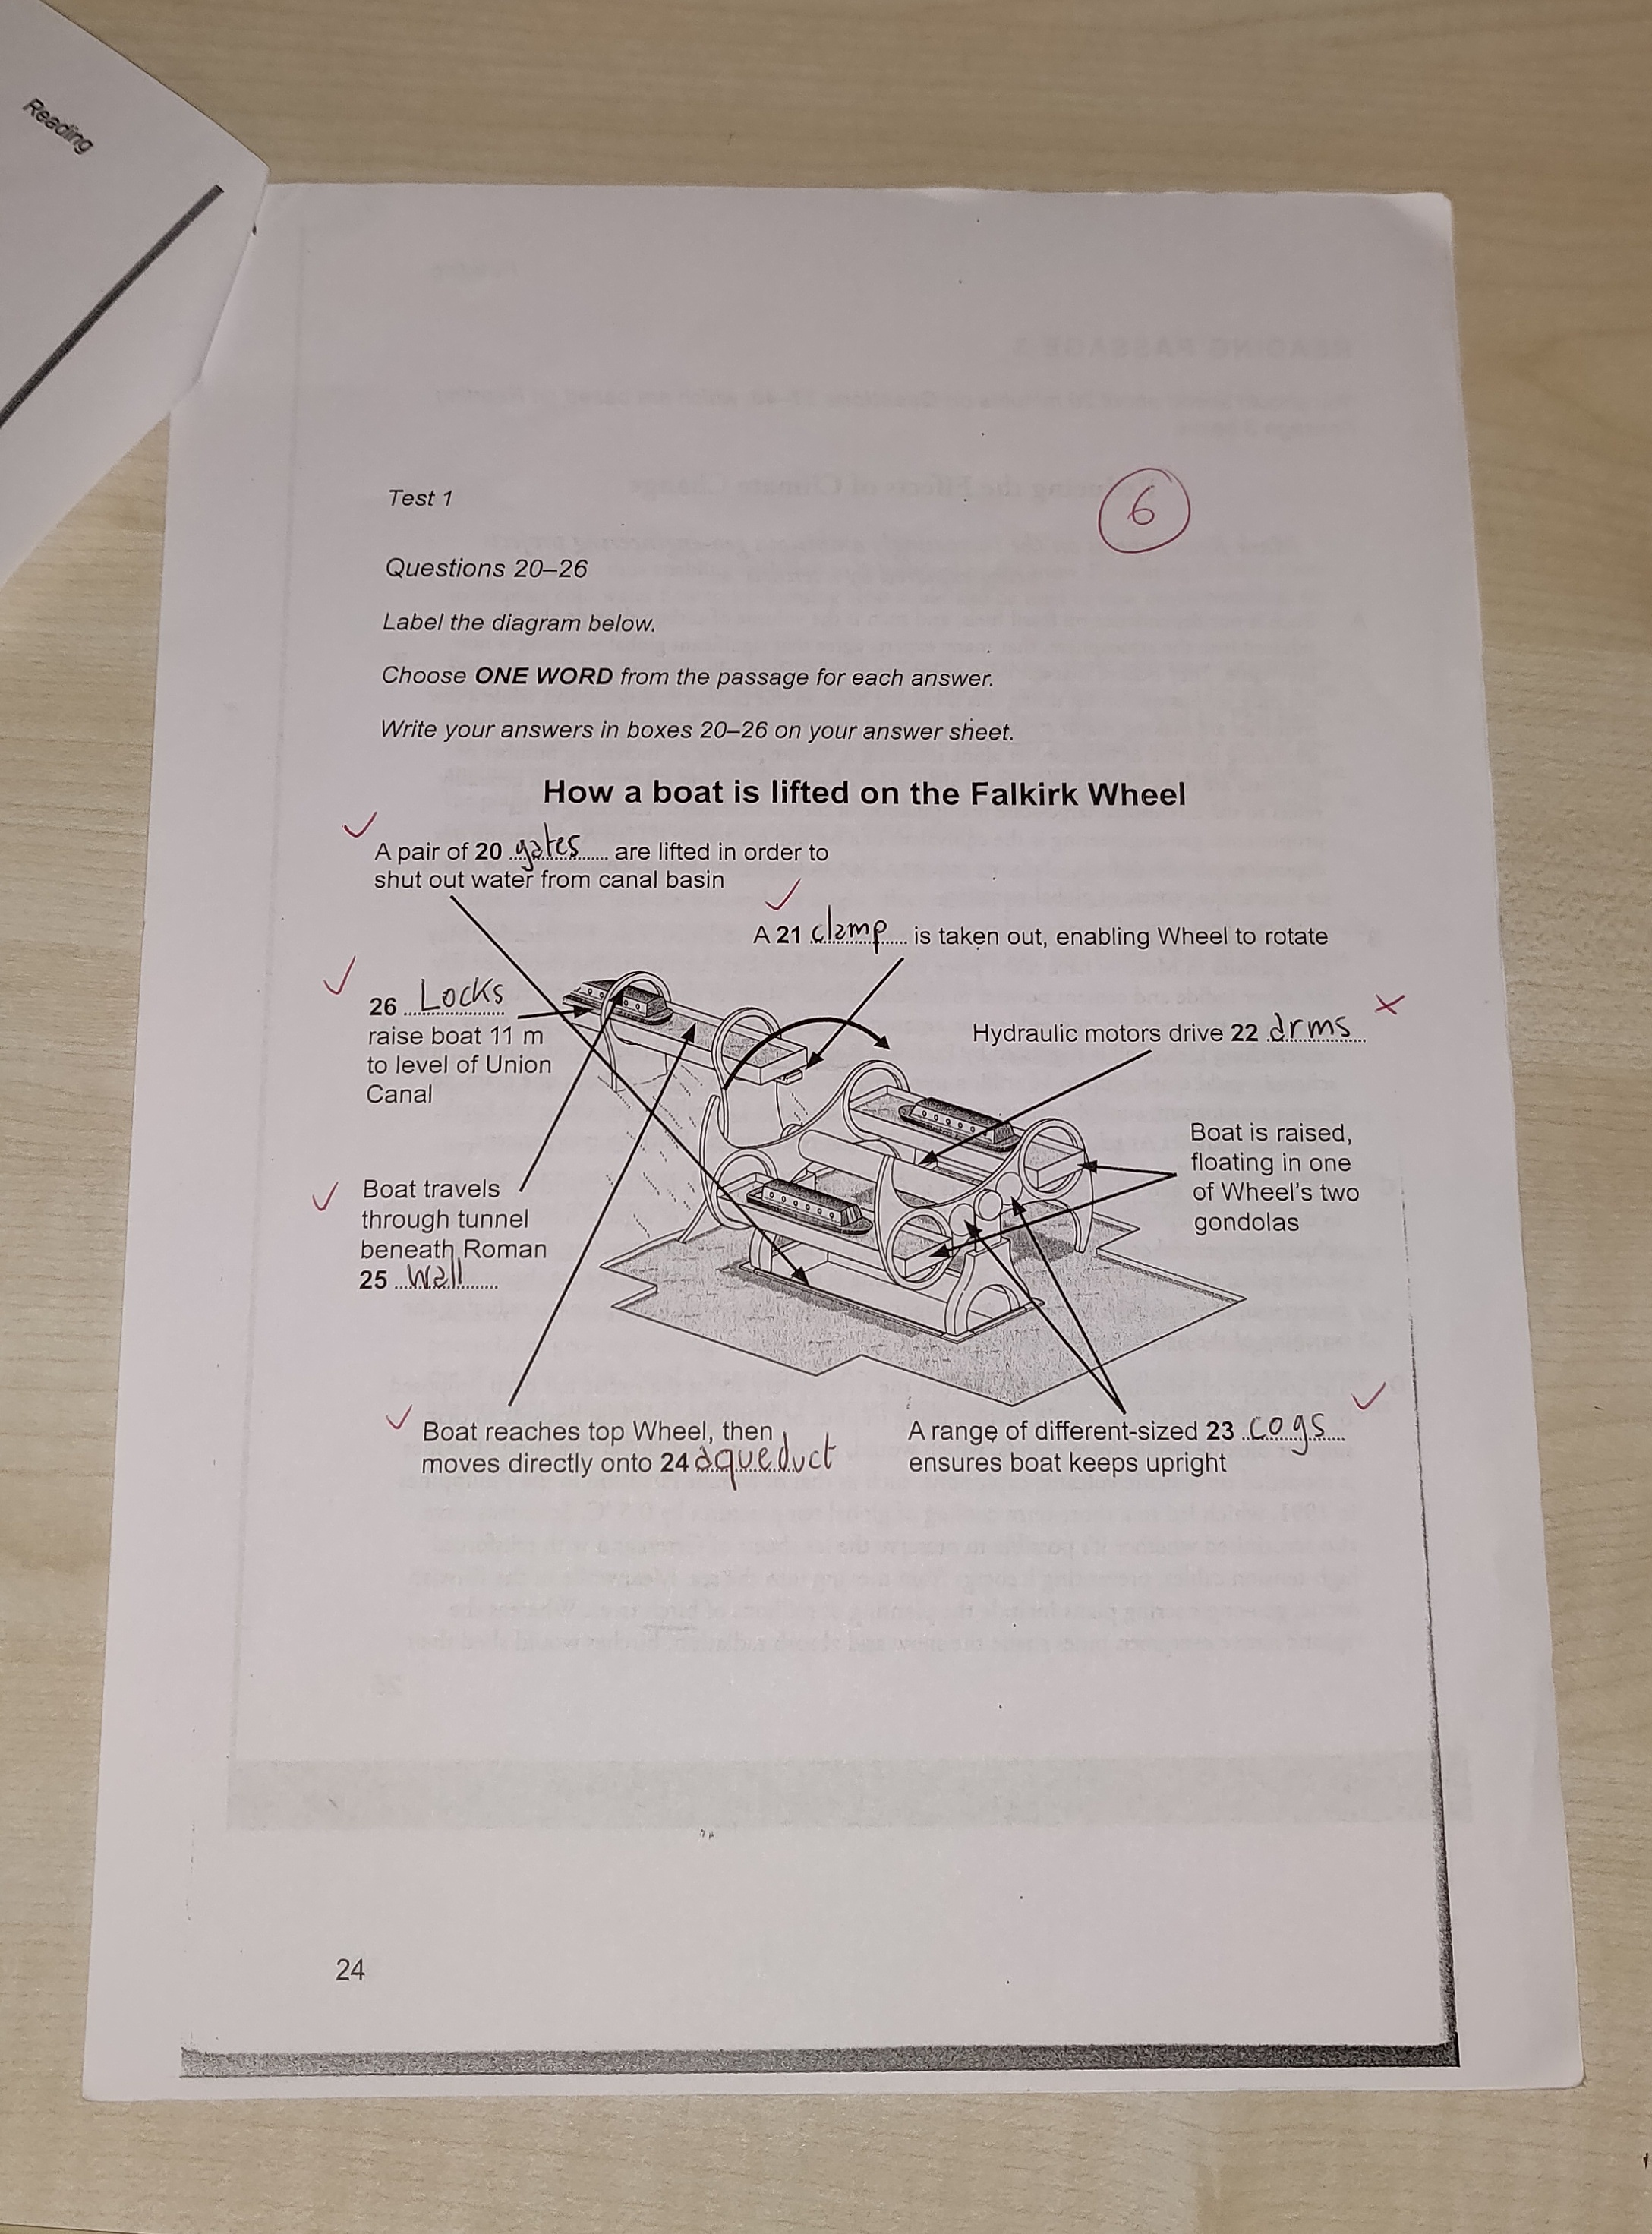 Reading
Test 1
6
Questions 20–26
Label the diagram below.
Choose ONE WORD from the passage for each answer.
Write your answers in boxes 20–26 on your answer sheet.
How a boat is lifted on the Falkirk Wheel
A pair of 20 gates are lifted in order to
shut out water from canal basin
A 21 clamp is taken out, enabling Wheel to rotate
26 Locks
raise boat 11 m
to level of Union
Canal
Hydraulic motors drive 22 drms
Boat is raised,
floating in one
of Wheel's two
gondolas
Boat travels
through tunnel
beneath Roman
25 Wall
Boat reaches top Wheel, then
moves directly onto 24 aqueduct
A range of different-sized 23 cogs
ensures boat keeps upright
24